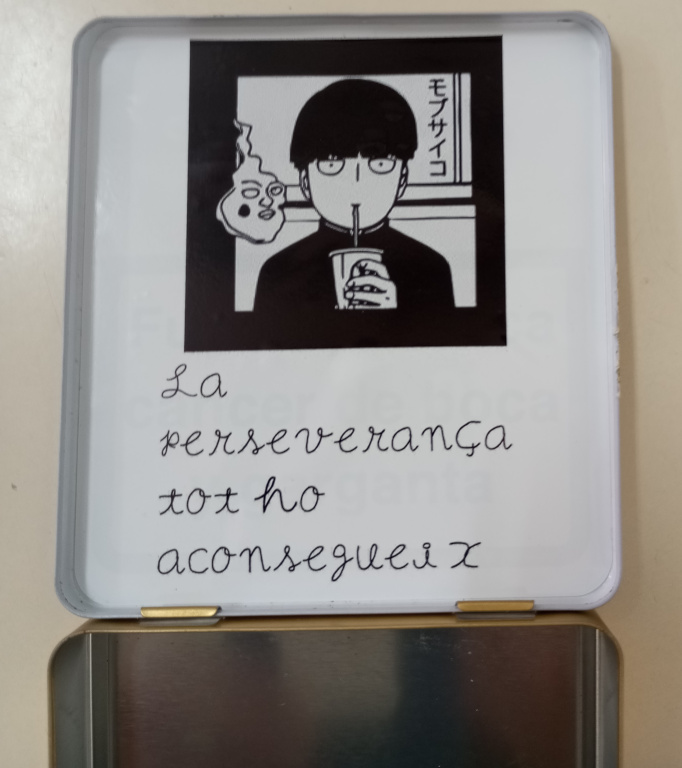 モブサイコ
La
perseverança
tot ho
aconsegueix